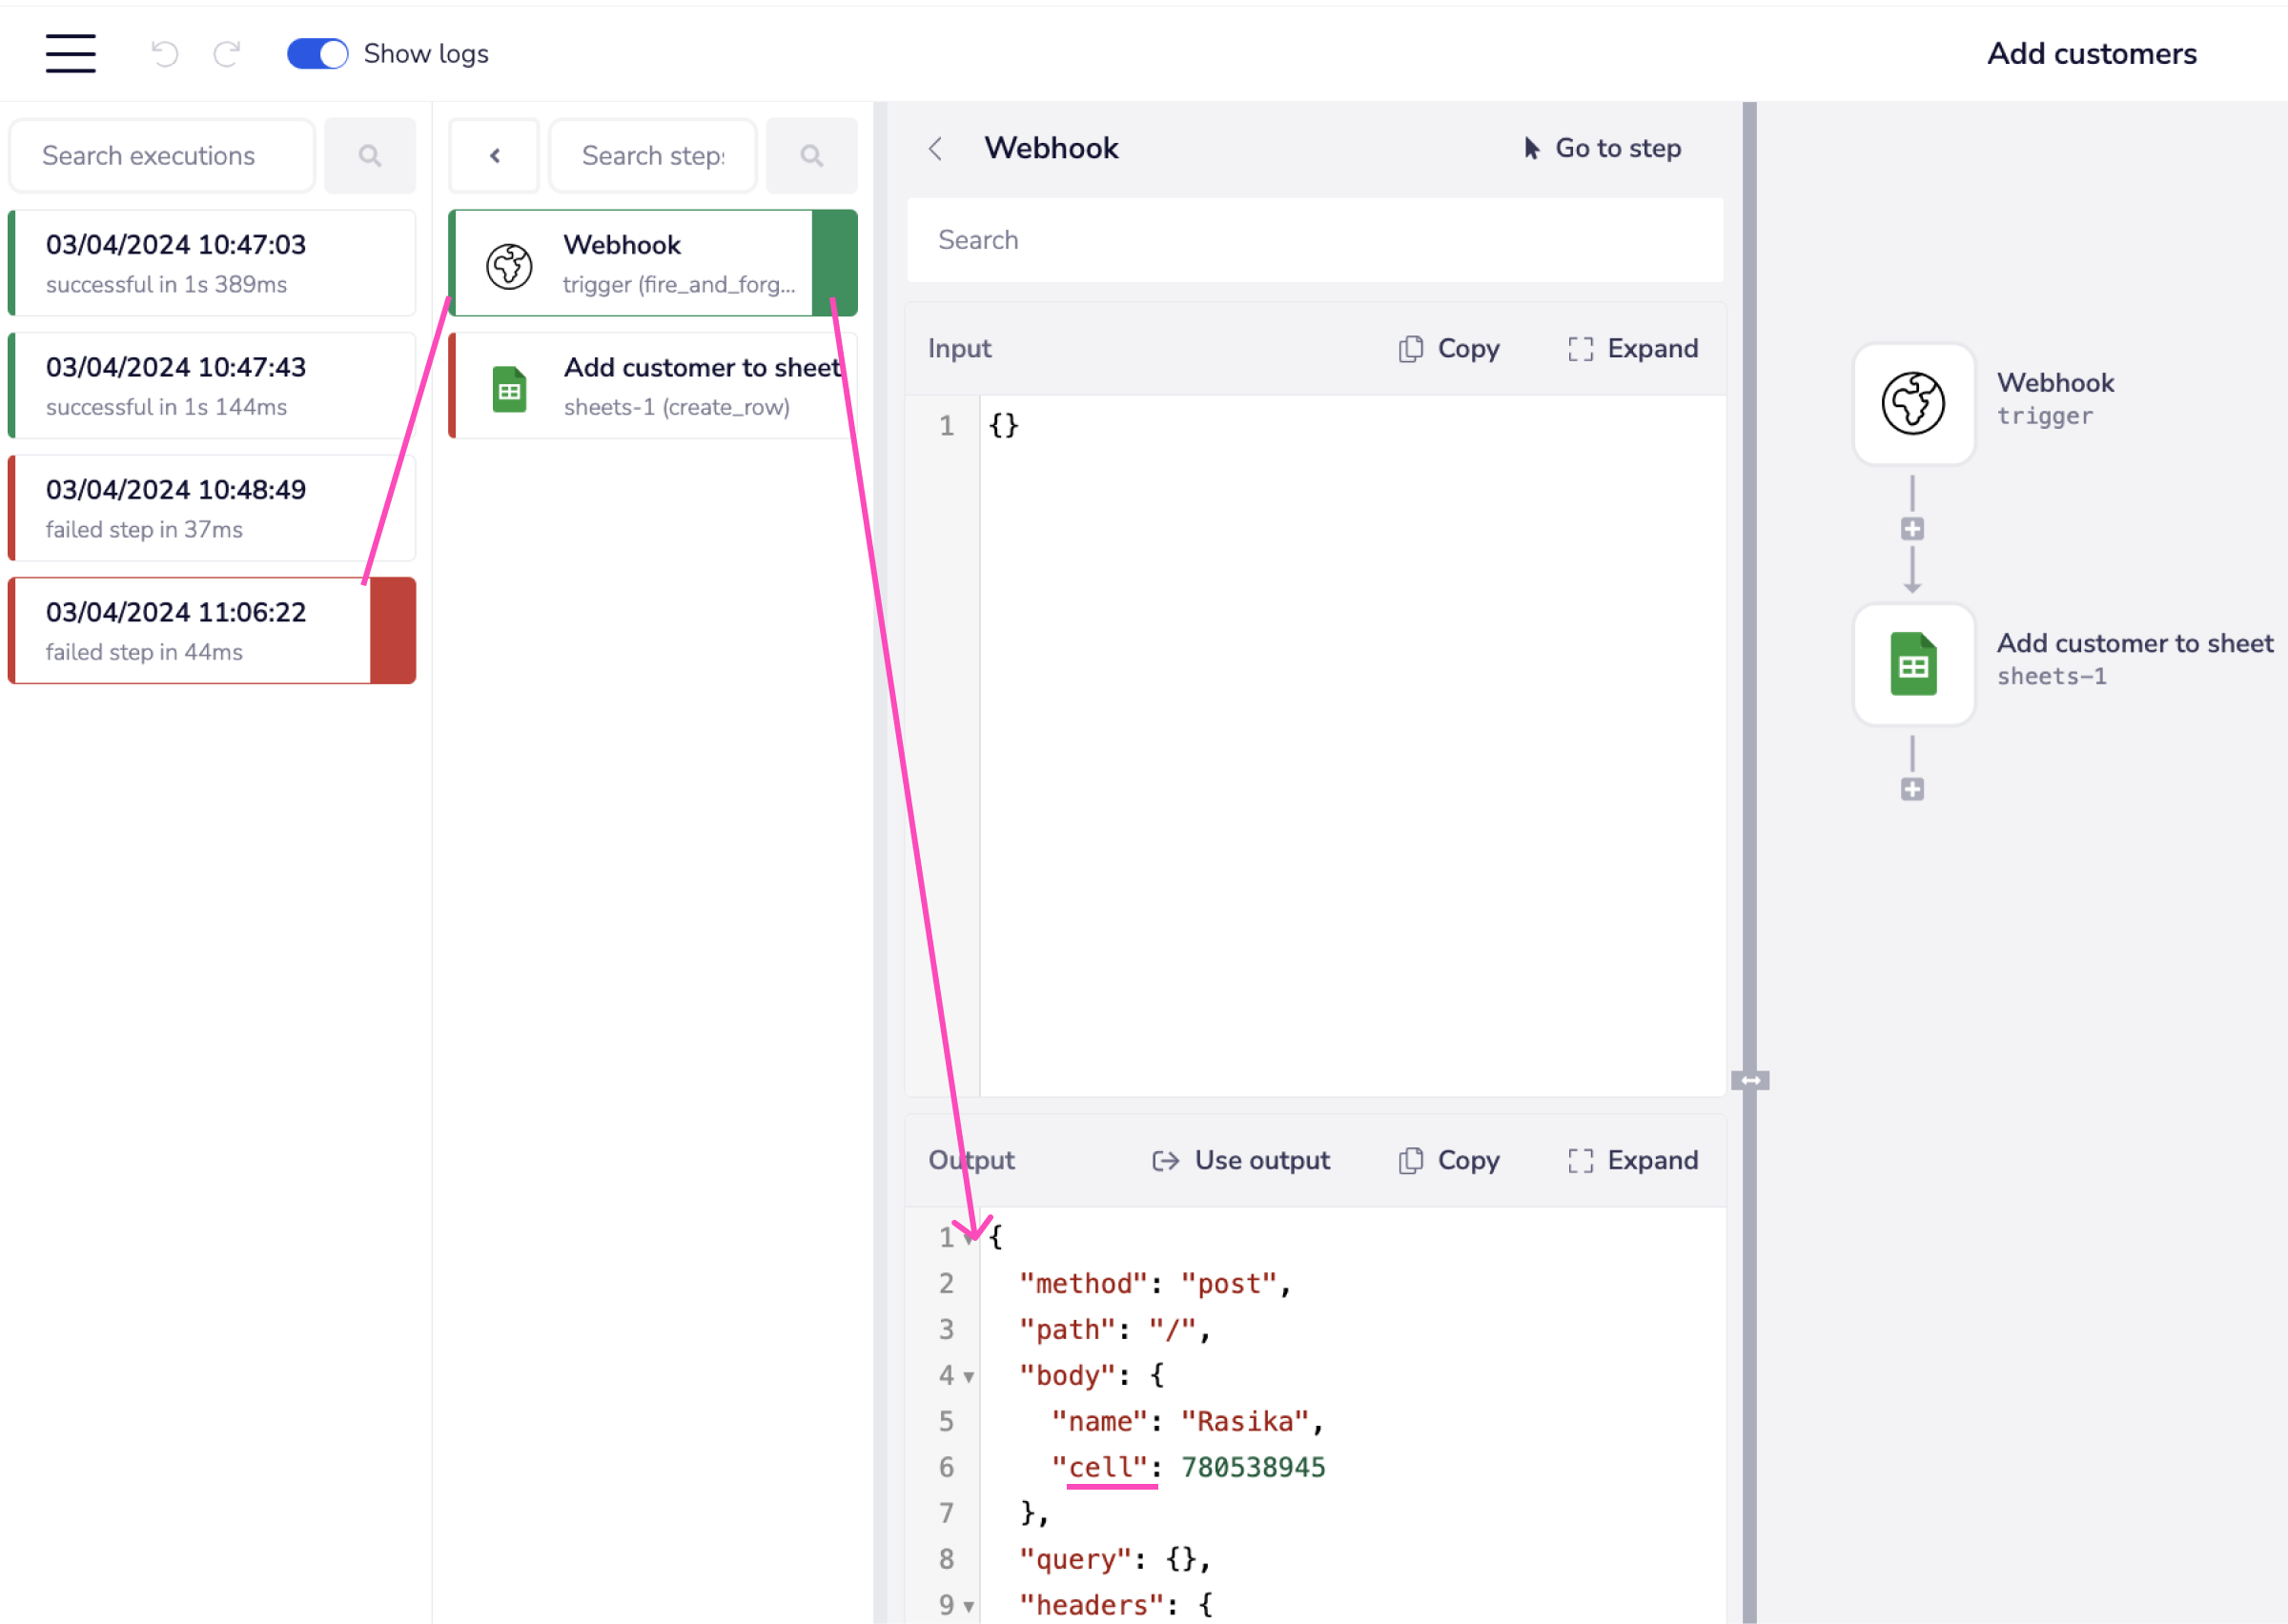 Show logs
Add customers
Search executions
03/04/2024 10:47:03
successful in 1s 389ms
03/04/2024 10:47:43
successful in 1s 144ms
03/04/2024 10:48:49
failed step in 37ms
03/04/2024 11:06:22
failed step in 44ms
Search steps
Webhook
trigger (fire_and_forg...
Add customer to sheet
sheets-1 (create_row)
Webhook
Go to step
Search
Input
Copy
Expand
1 {}
Output
Use output
Copy
Expand
1 {
2 "method": "post",
3 "path": "/",
4 "body": {
5 "name": "Rasika",
6 "cell": 780538945
7 },
8 "query": {},
9 "headers": {
Webhook
trigger
Add customer to sheet
sheets-1